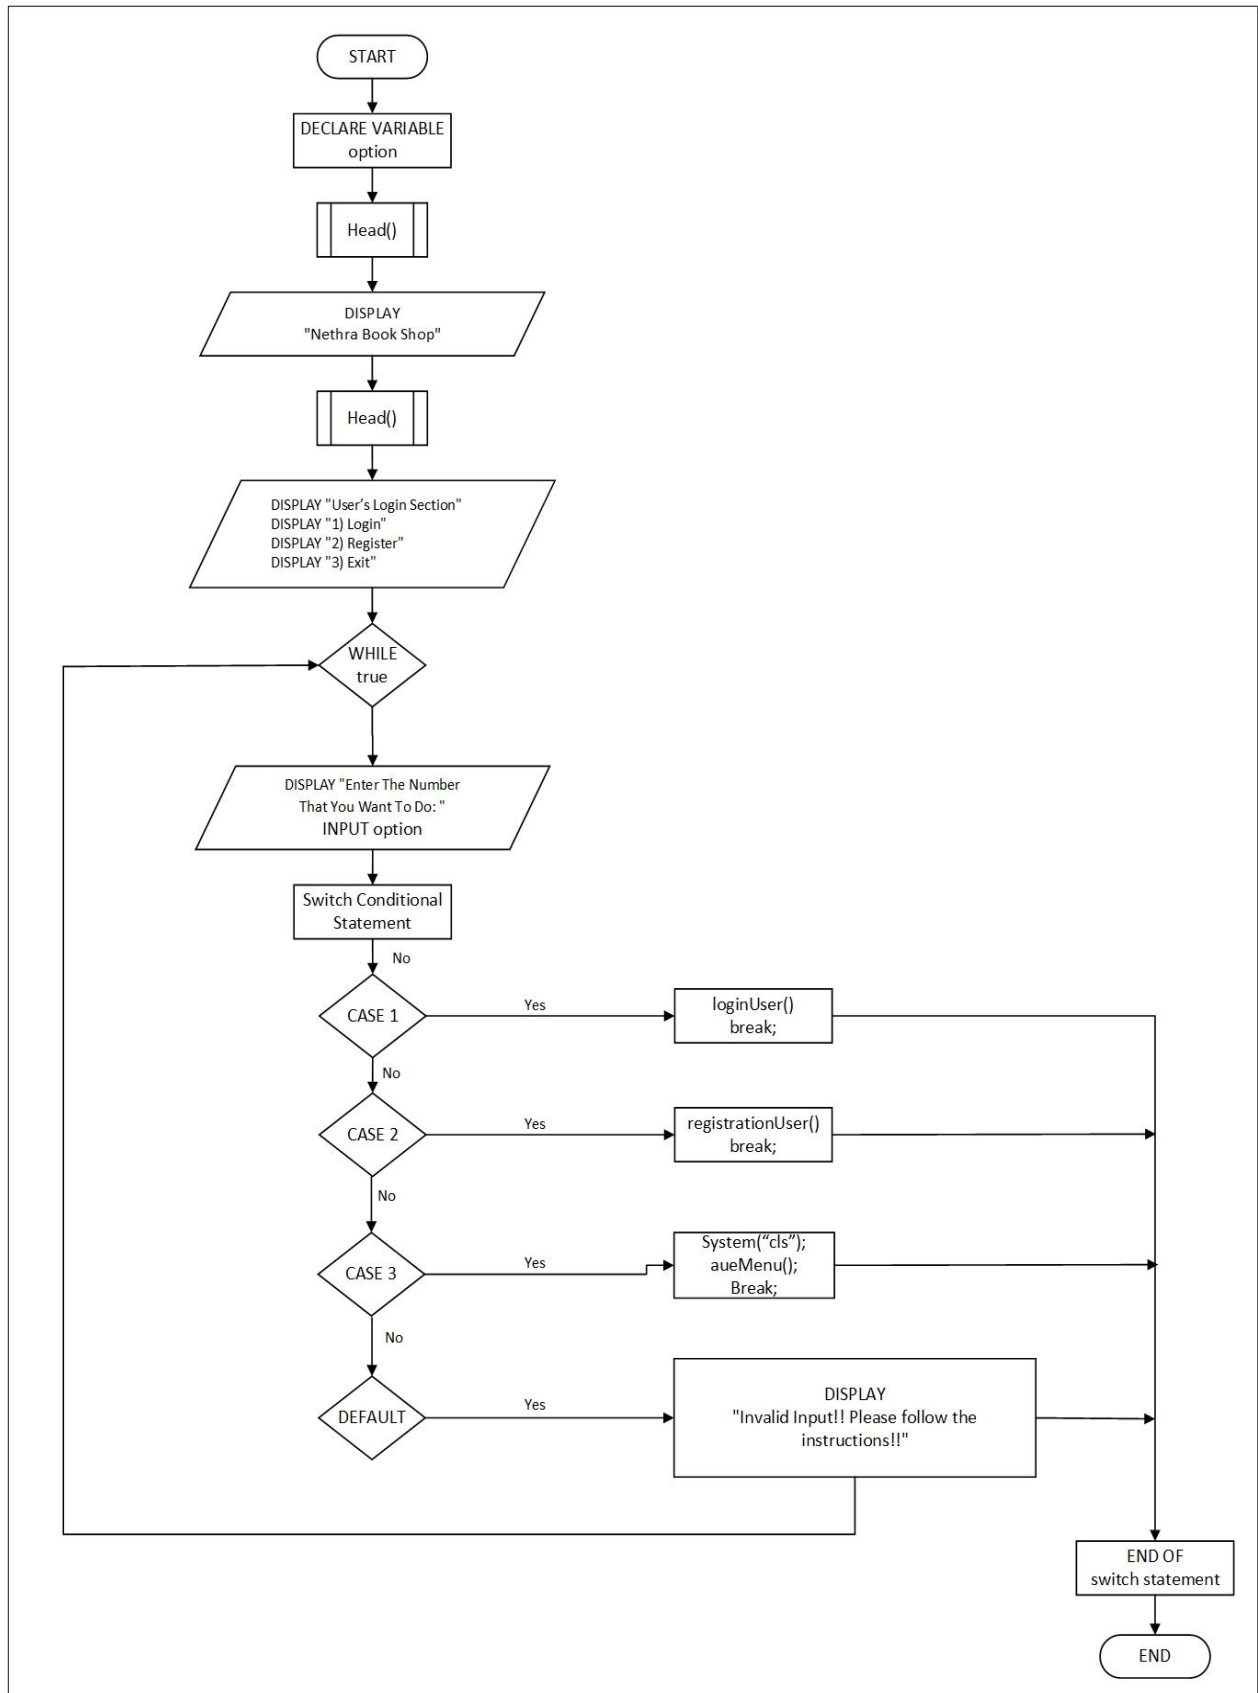 START
DECLARE VARIABLE
option
Head()
DISPLAY
"Nethra Book Shop"
Head()
DISPLAY "User's Login Section"
DISPLAY "1) Login"
DISPLAY "2) Register"
DISPLAY "3) Exit"
WHILE
true
DISPLAY "Enter The Number
That You Want To Do: "
INPUT option
Switch Conditional
Statement
No
CASE 1
Yes
loginUser()
break;
No
CASE 2
Yes
registrationUser()
break;
No
CASE 3
Yes
System(“cls”);
aueMenu();
Break;
No
DEFAULT
Yes
DISPLAY
"Invalid Input!! Please follow the
instructions!!"
END OF
switch statement
END